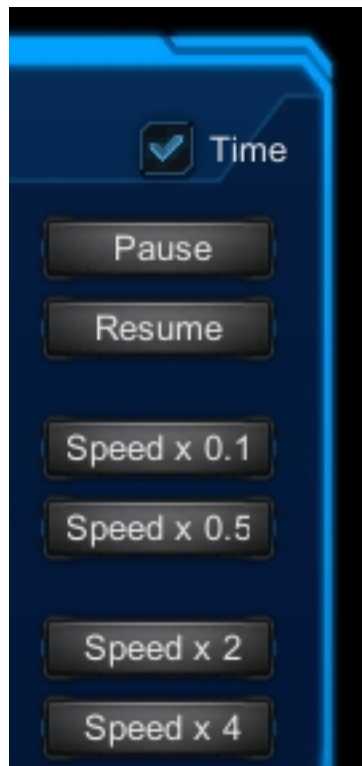 Time
Pause
Resume
Speed x 0.1
Speed x 0.5
Speed x 2
Speed x 4